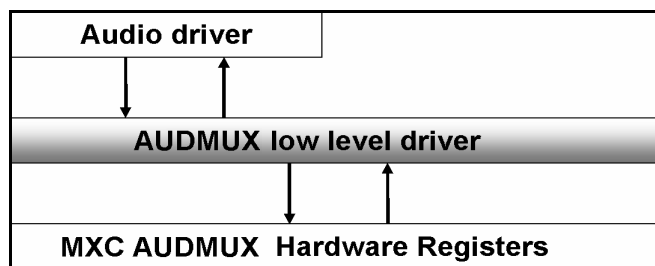 Audio driver
AUDMUX low level driver
MXC AUDMUX Hardware Registers